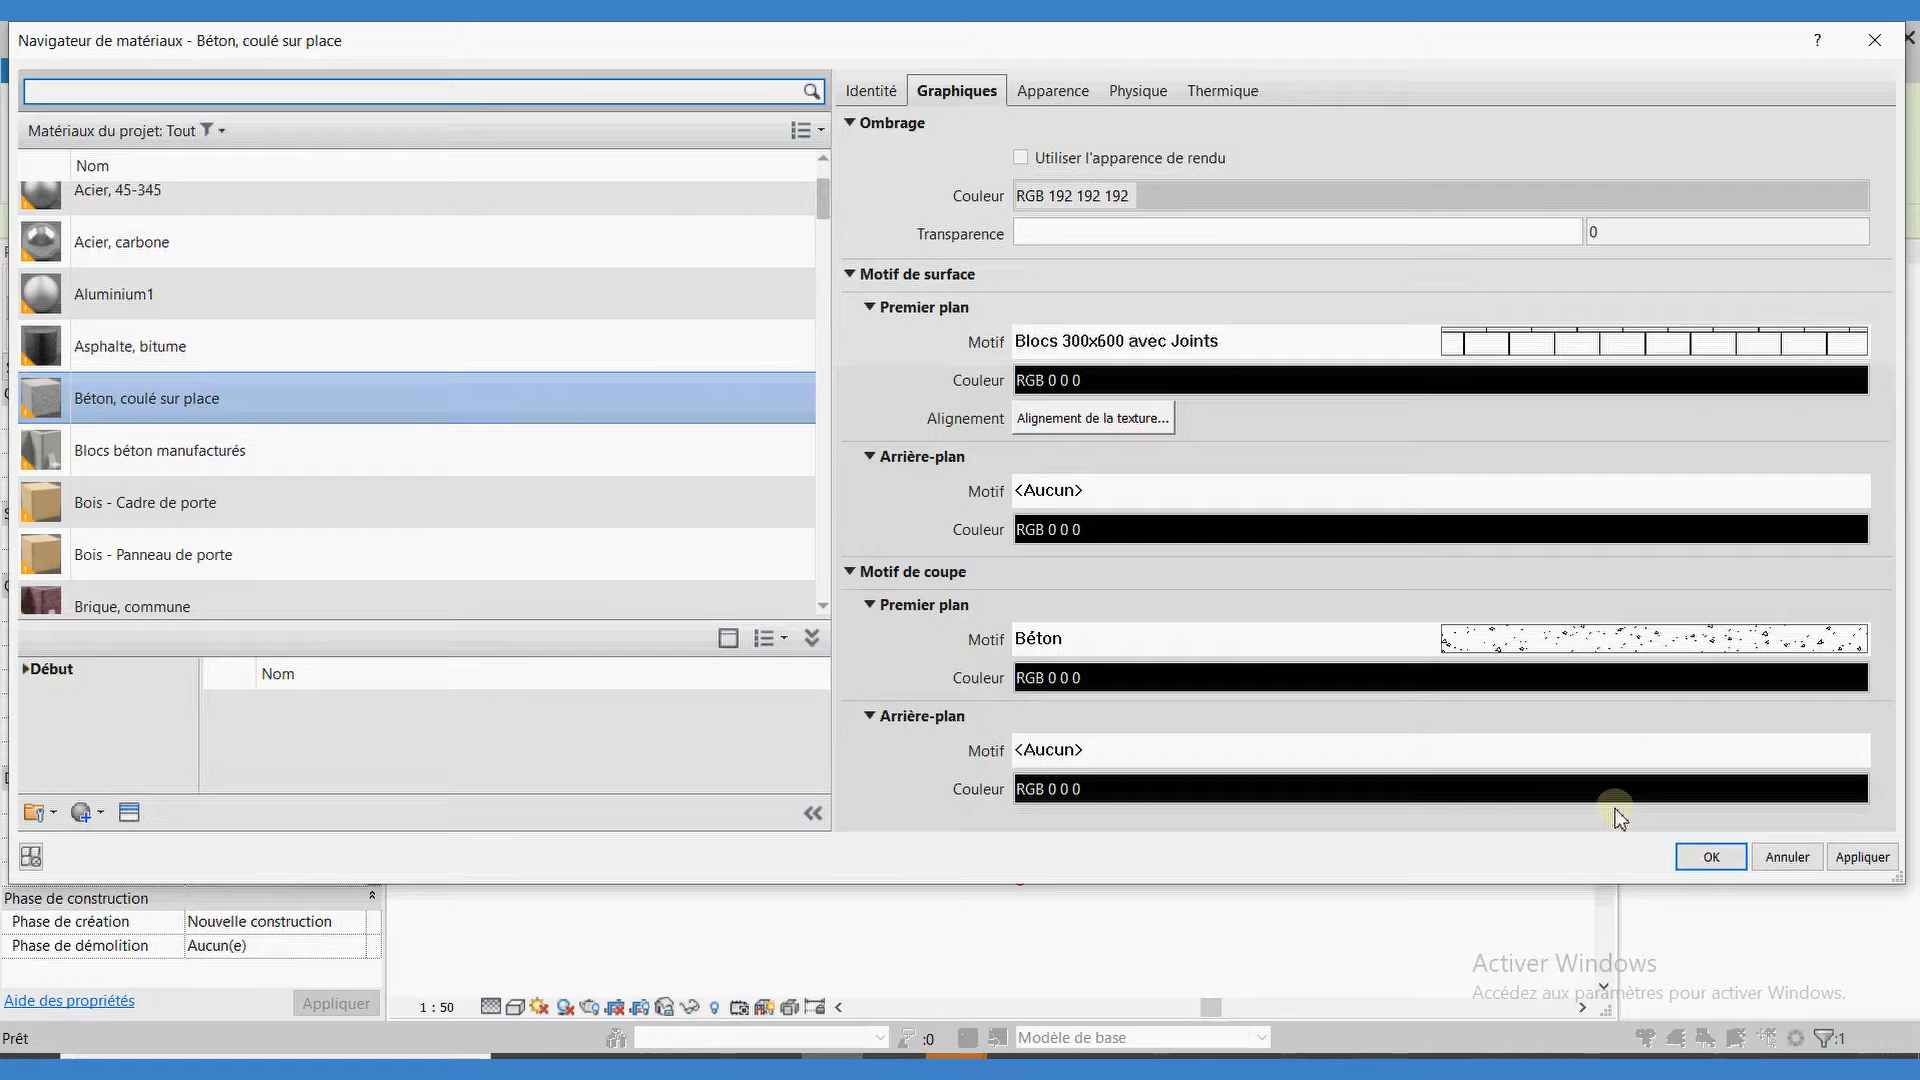 Navigateur de matériaux - Béton, coulé sur place
?
Identité Graphiques Apparence Physique Thermique
Matériaux du projet: Tout
Nom
Acier, 45-345
Acier, carbone
Aluminium1
Asphalte, bitume
Béton, coulé sur place
Blocs béton manufacturés
Bois - Cadre de porte
Bois - Panneau de porte
Brique, commune
Début
Nom
Ombrage
Utiliser l'apparence de rendu
Couleur RGB 192 192 192
Transparence 0
Motif de surface
Premier plan
Motif Blocs 300x600 avec Joints
Couleur RGB 0 0 0
Alignement Alignement de la texture...
Arrière-plan
Motif <Aucun>
Couleur RGB 0 0 0
Motif de coupe
Premier plan
Motif Béton
Couleur RGB 0 0 0
Arrière-plan
Motif <Aucun>
Couleur RGB 0 0 0
OK Annuler Appliquer
Phase de construction
Phase de création Nouvelle construction
Phase de démolition Aucun(e)
Aide des propriétés Appliquer
1 : 50
Activer Windows
Accédez aux paramètres pour activer Windows.
Prêt
:0 Modèle de base :1